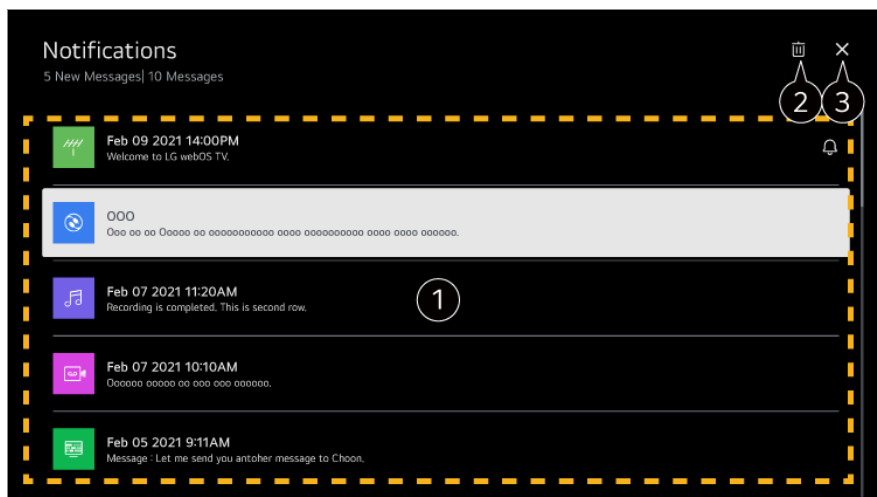 Notifications
5 New Messages| 10 Messages
2
3
Feb 09 2021 14:00PM
Welcome to LG webOS TV.
OOO
Ooo oo oo Ooooo oo ooooooooooo oooo oooooooooo oooo oooo oooooo.
Feb 07 2021 11:20AM
Recording is completed. This is second row.
1
Feb 07 2021 10:10AM
Oooooo ooooo oo ooo ooo oooooo.
Feb 05 2021 9:11AM
Message : Let me send you antoher message to Choon.